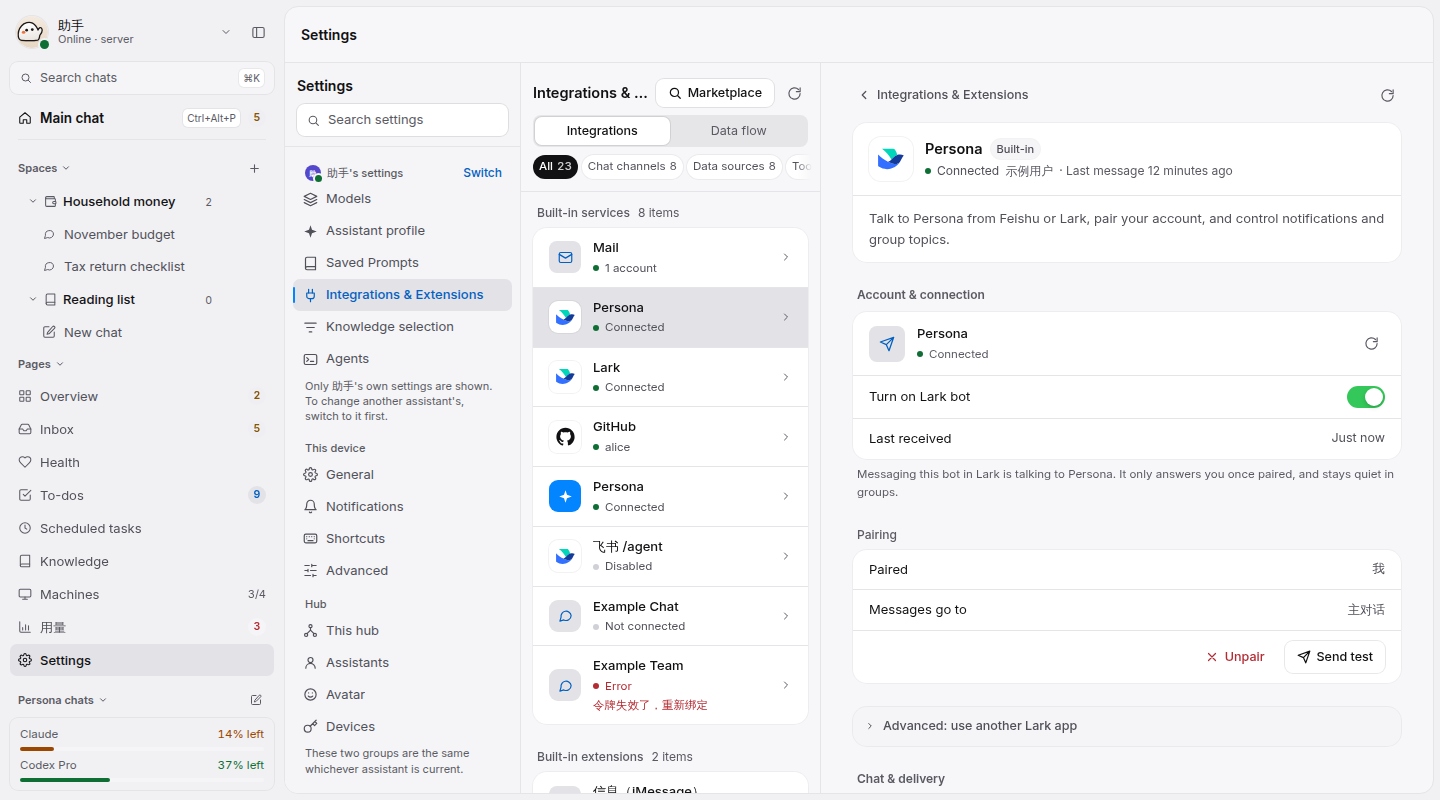 助手
Online · server
Search chats
⌘K
Main chat
Ctrl+Alt+P
5
Spaces
Household money
2
November budget
Tax return checklist
Reading list
0
New chat
Pages
Overview
2
Inbox
5
Health
To-dos
9
Scheduled tasks
Knowledge
Machines
3/4
用量
3
Settings
Persona chats
Claude
14% left
Codex Pro
37% left
Settings
Settings
Search settings
助手's settings
Switch
Models
Assistant profile
Saved Prompts
Integrations & Extensions
Knowledge selection
Agents
Only 助手's own settings are shown.
To change another assistant's,
switch to it first.
This device
General
Notifications
Shortcuts
Advanced
Hub
This hub
Assistants
Avatar
Devices
These two groups are the same
whichever assistant is current.
Integrations & ...
Marketplace
Integrations
Data flow
All 23
Chat channels 8
Data sources 8
Built-in services 8 items
Mail
1 account
Persona
Connected
Lark
Connected
GitHub
alice
Persona
Connected
飞书 /agent
Disabled
Example Chat
Not connected
Example Team
Error
令牌失效了，重新绑定
Built-in extensions 2 items
信息（iMessage）
Integrations & Extensions
Persona
Built-in
Connected 示例用户 · Last message 12 minutes ago
Talk to Persona from Feishu or Lark, pair your account, and control notifications and
group topics.
Account & connection
Persona
Connected
Turn on Lark bot
Last received
Just now
Messaging this bot in Lark is talking to Persona. It only answers you once paired, and stays quiet in
groups.
Pairing
Paired
我
Messages go to
主对话
Unpair
Send test
Advanced: use another Lark app
Chat & delivery